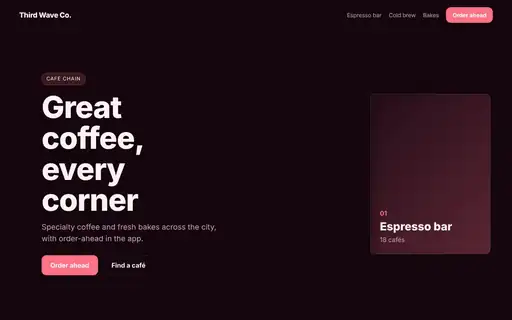 Third Wave Co.
Espresso bar Cold brew Bakes Order ahead
CAFÉ CHAIN
Great
coffee,
every
corner
Specialty coffee and fresh bakes across the city,
with order-ahead in the app.
Order ahead Find a café
01
Espresso bar
18 cafés